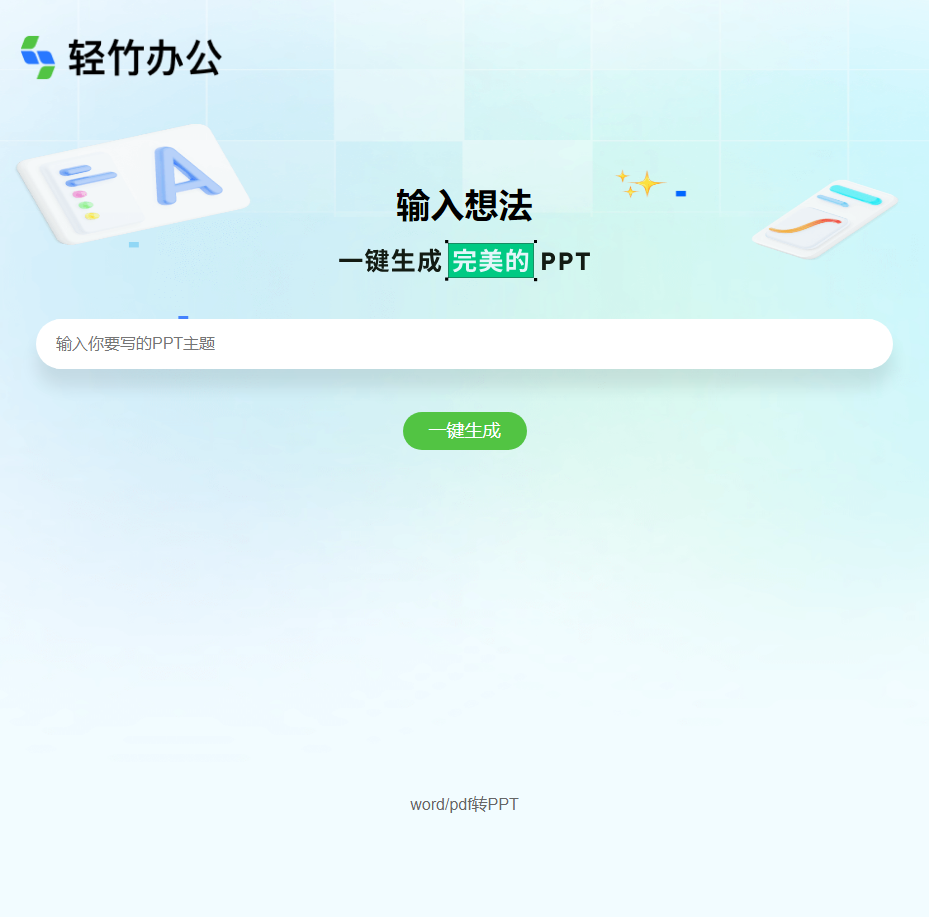 轻竹办公
A
输入想法
一键生成 完美的 PPT
输入你要写的PPT主题
一键生成
word/pdf转PPT